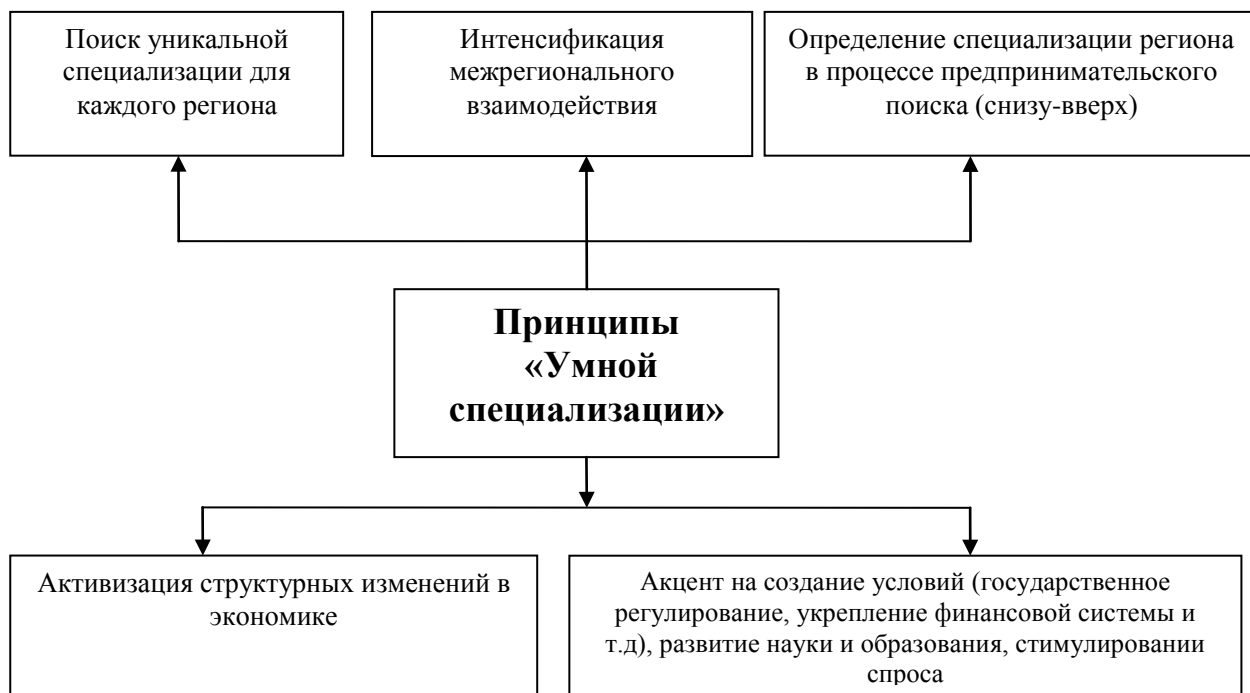 Поиск уникальной
специализации для
каждого региона
Интенсификация
межрегионального
взаимодействия
Определение специализации региона
в процессе предпринимательского
поиска (снизу-вверх)
Принципы
«Умной
специализации»
Активизация структурных изменений в
экономике
Акцент на создание условий (государственное
регулирование, укрепление финансовой системы и
т.д), развитие науки и образования, стимулировании
спроса